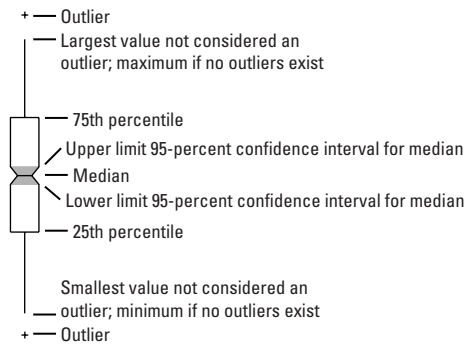 Outlier
Largest value not considered an
outlier; maximum if no outliers exist
75th percentile
Upper limit 95-percent confidence interval for median
Median
Lower limit 95-percent confidence interval for median
25th percentile
Smallest value not considered an
outlier; minimum if no outliers exist
Outlier